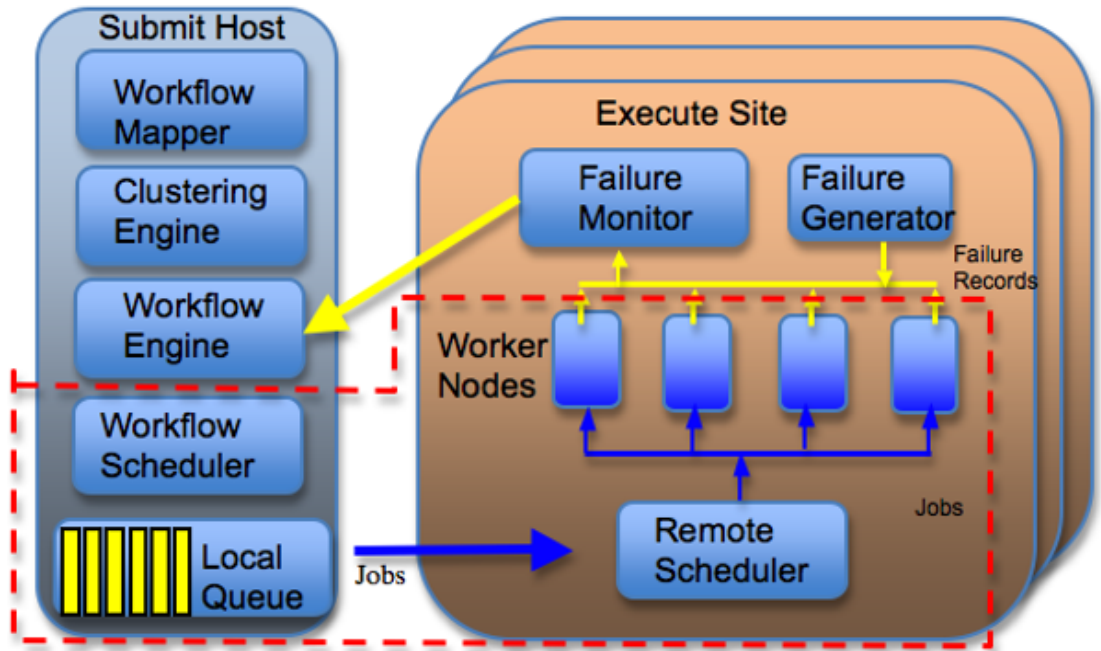 Submit Host
Workflow
Mapper
Clustering
Engine
Workflow
Engine
Workflow
Scheduler
Local
Queue
Jobs
Execute Site
Failure
Monitor
Failure
Generator
Failure
Records
Worker
Nodes
Jobs
Remote
Scheduler